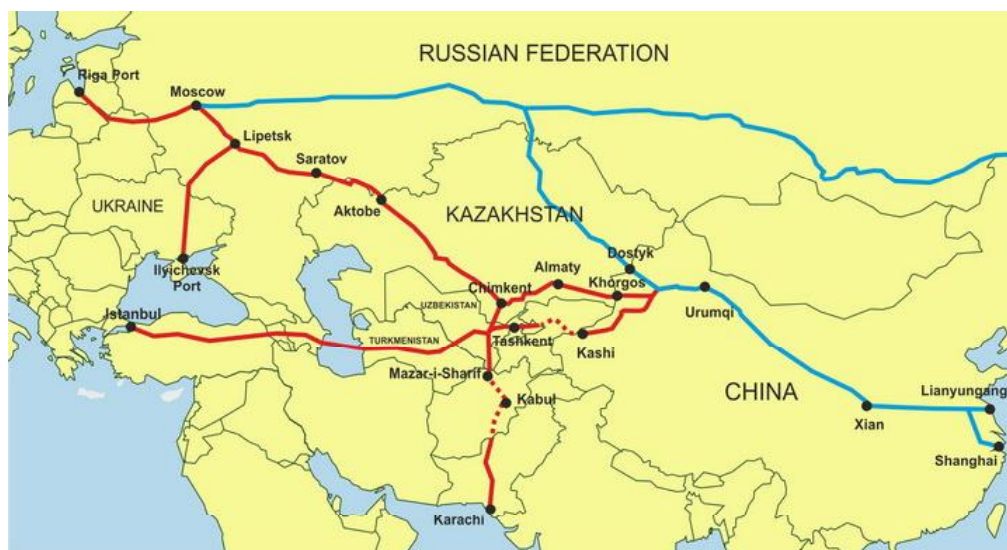 RUSSIAN FEDERATION
Riga Port
Moscow
Lipetsk
Saratov
UKRAINE
Aktobe
KAZAKHSTAN
Dostyk
Ilyichevsk
Port
Almaty
Khorgos
Chimkent
Urumqi
UZBEKISTAN
Istanbul
TURKMENISTAN
Tashkent
Kashi
Mazar-i-Sharif
Kabul
CHINA
Lianyungang
Xian
Shanghai
Karachi